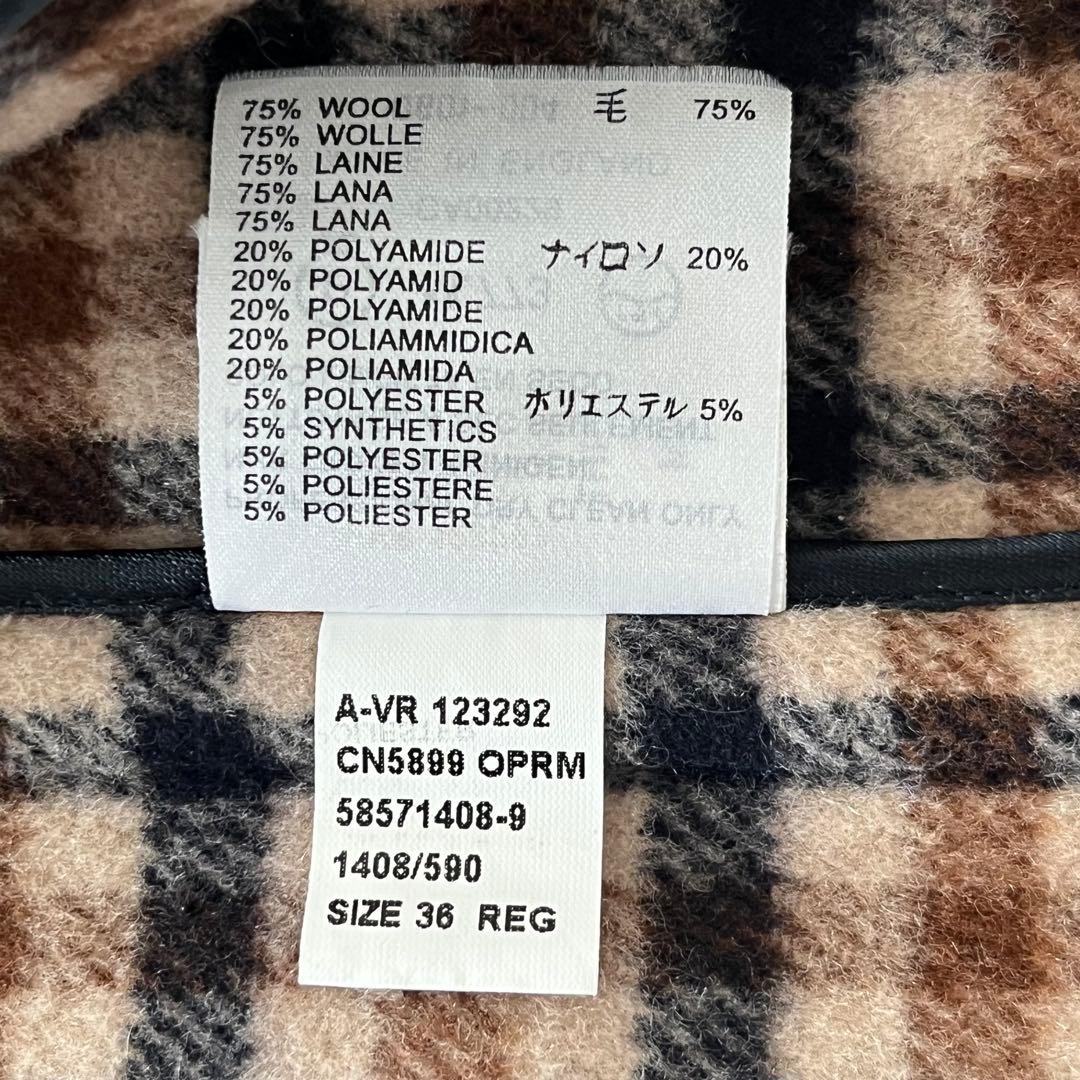 75% WOOL 毛 75%
75% WOLLE
75% LAINE
75% LANA
75% LANA
20% POLYAMIDE ナイロソ 20%
20% POLYAMID
20% POLYAMIDE
20% POLIAMMIDICA
20% POLIAMIDA
5% POLYESTER ホリエステル 5%
5% SYNTHETICS
5% POLYESTER
5% POLIESTERE
5% POLIESTER
A-VR 123292
CN5899 OPRM
58571408-9
1408/590
SIZE 36 REG